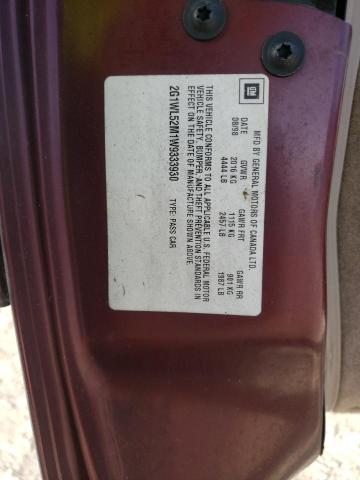 GM
MFD BY GENERAL MOTORS OF CANADA LTD.
DATE GVWR GAWR FRT GAWR RR
08/98 2016 KG 1115 KG 901 KG
4444 LB 2457 LB 1987 LB
THIS VEHICLE CONFORMS TO ALL APPLICABLE U.S. FEDERAL MOTOR
VEHICLE SAFETY, BUMPER, AND THEFT PREVENTION STANDARDS IN
EFFECT ON THE DATE OF MANUFACTURE SHOWN ABOVE.
2G1WL52M1W9333930 TYPE: PASS CAR